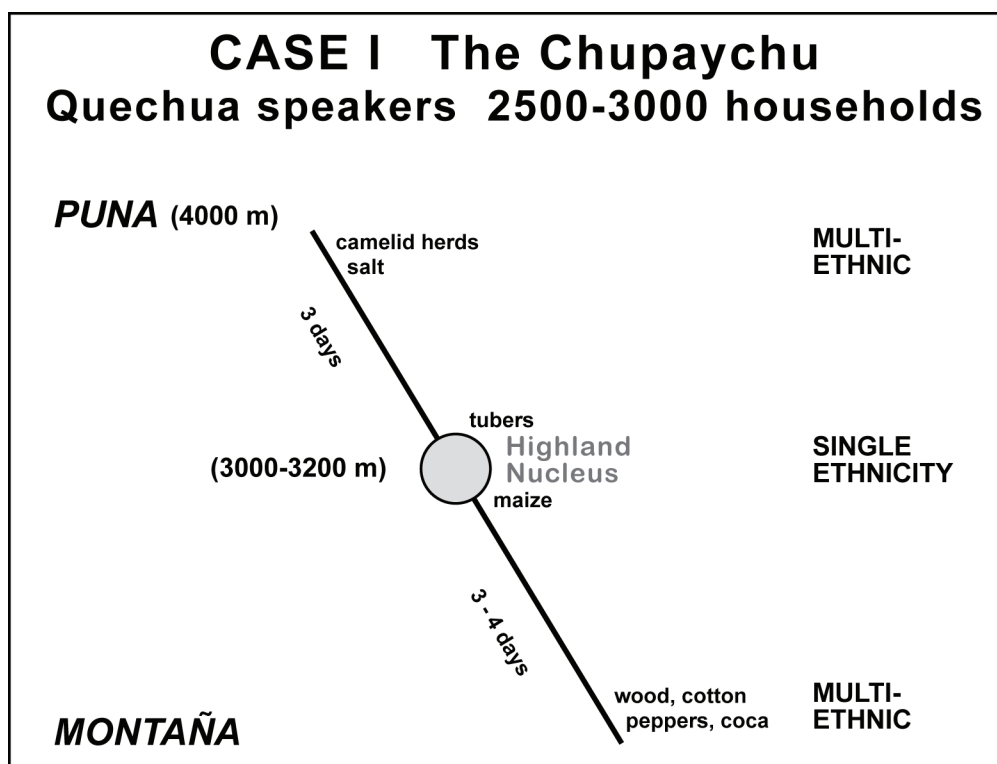 CASE I The Chupaychu
Quechua speakers 2500-3000 households
PUNA (4000 m)
camelid herds
salt
MULTI-
ETHNIC
3 days
tubers
(3000-3200 m)
Highland
Nucleus
maize
SINGLE
ETHNICITY
3 - 4 days
wood, cotton
peppers, coca
MULTI-
ETHNIC
MONTAÑA